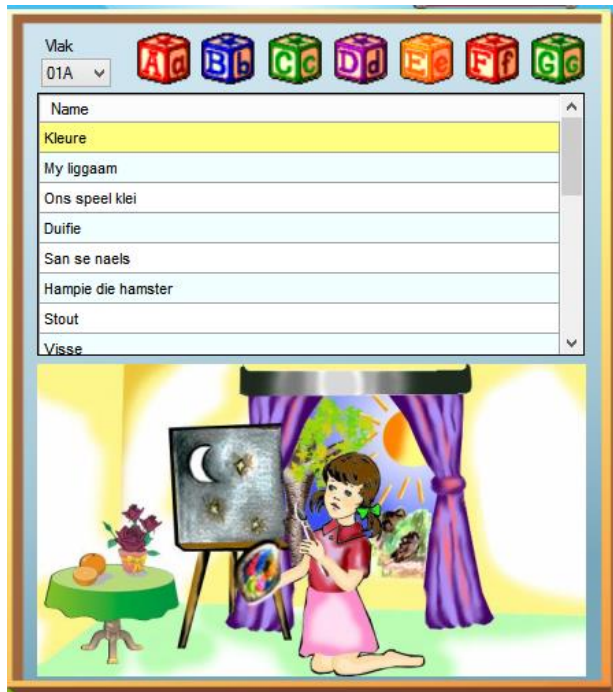 Vlak
01A
Aa Bb Cc Dd Ee Ff Gg
Name
Kleure
My liggaam
Ons speel klei
Duifie
San se naels
Hampie die hamster
Stout
Visse